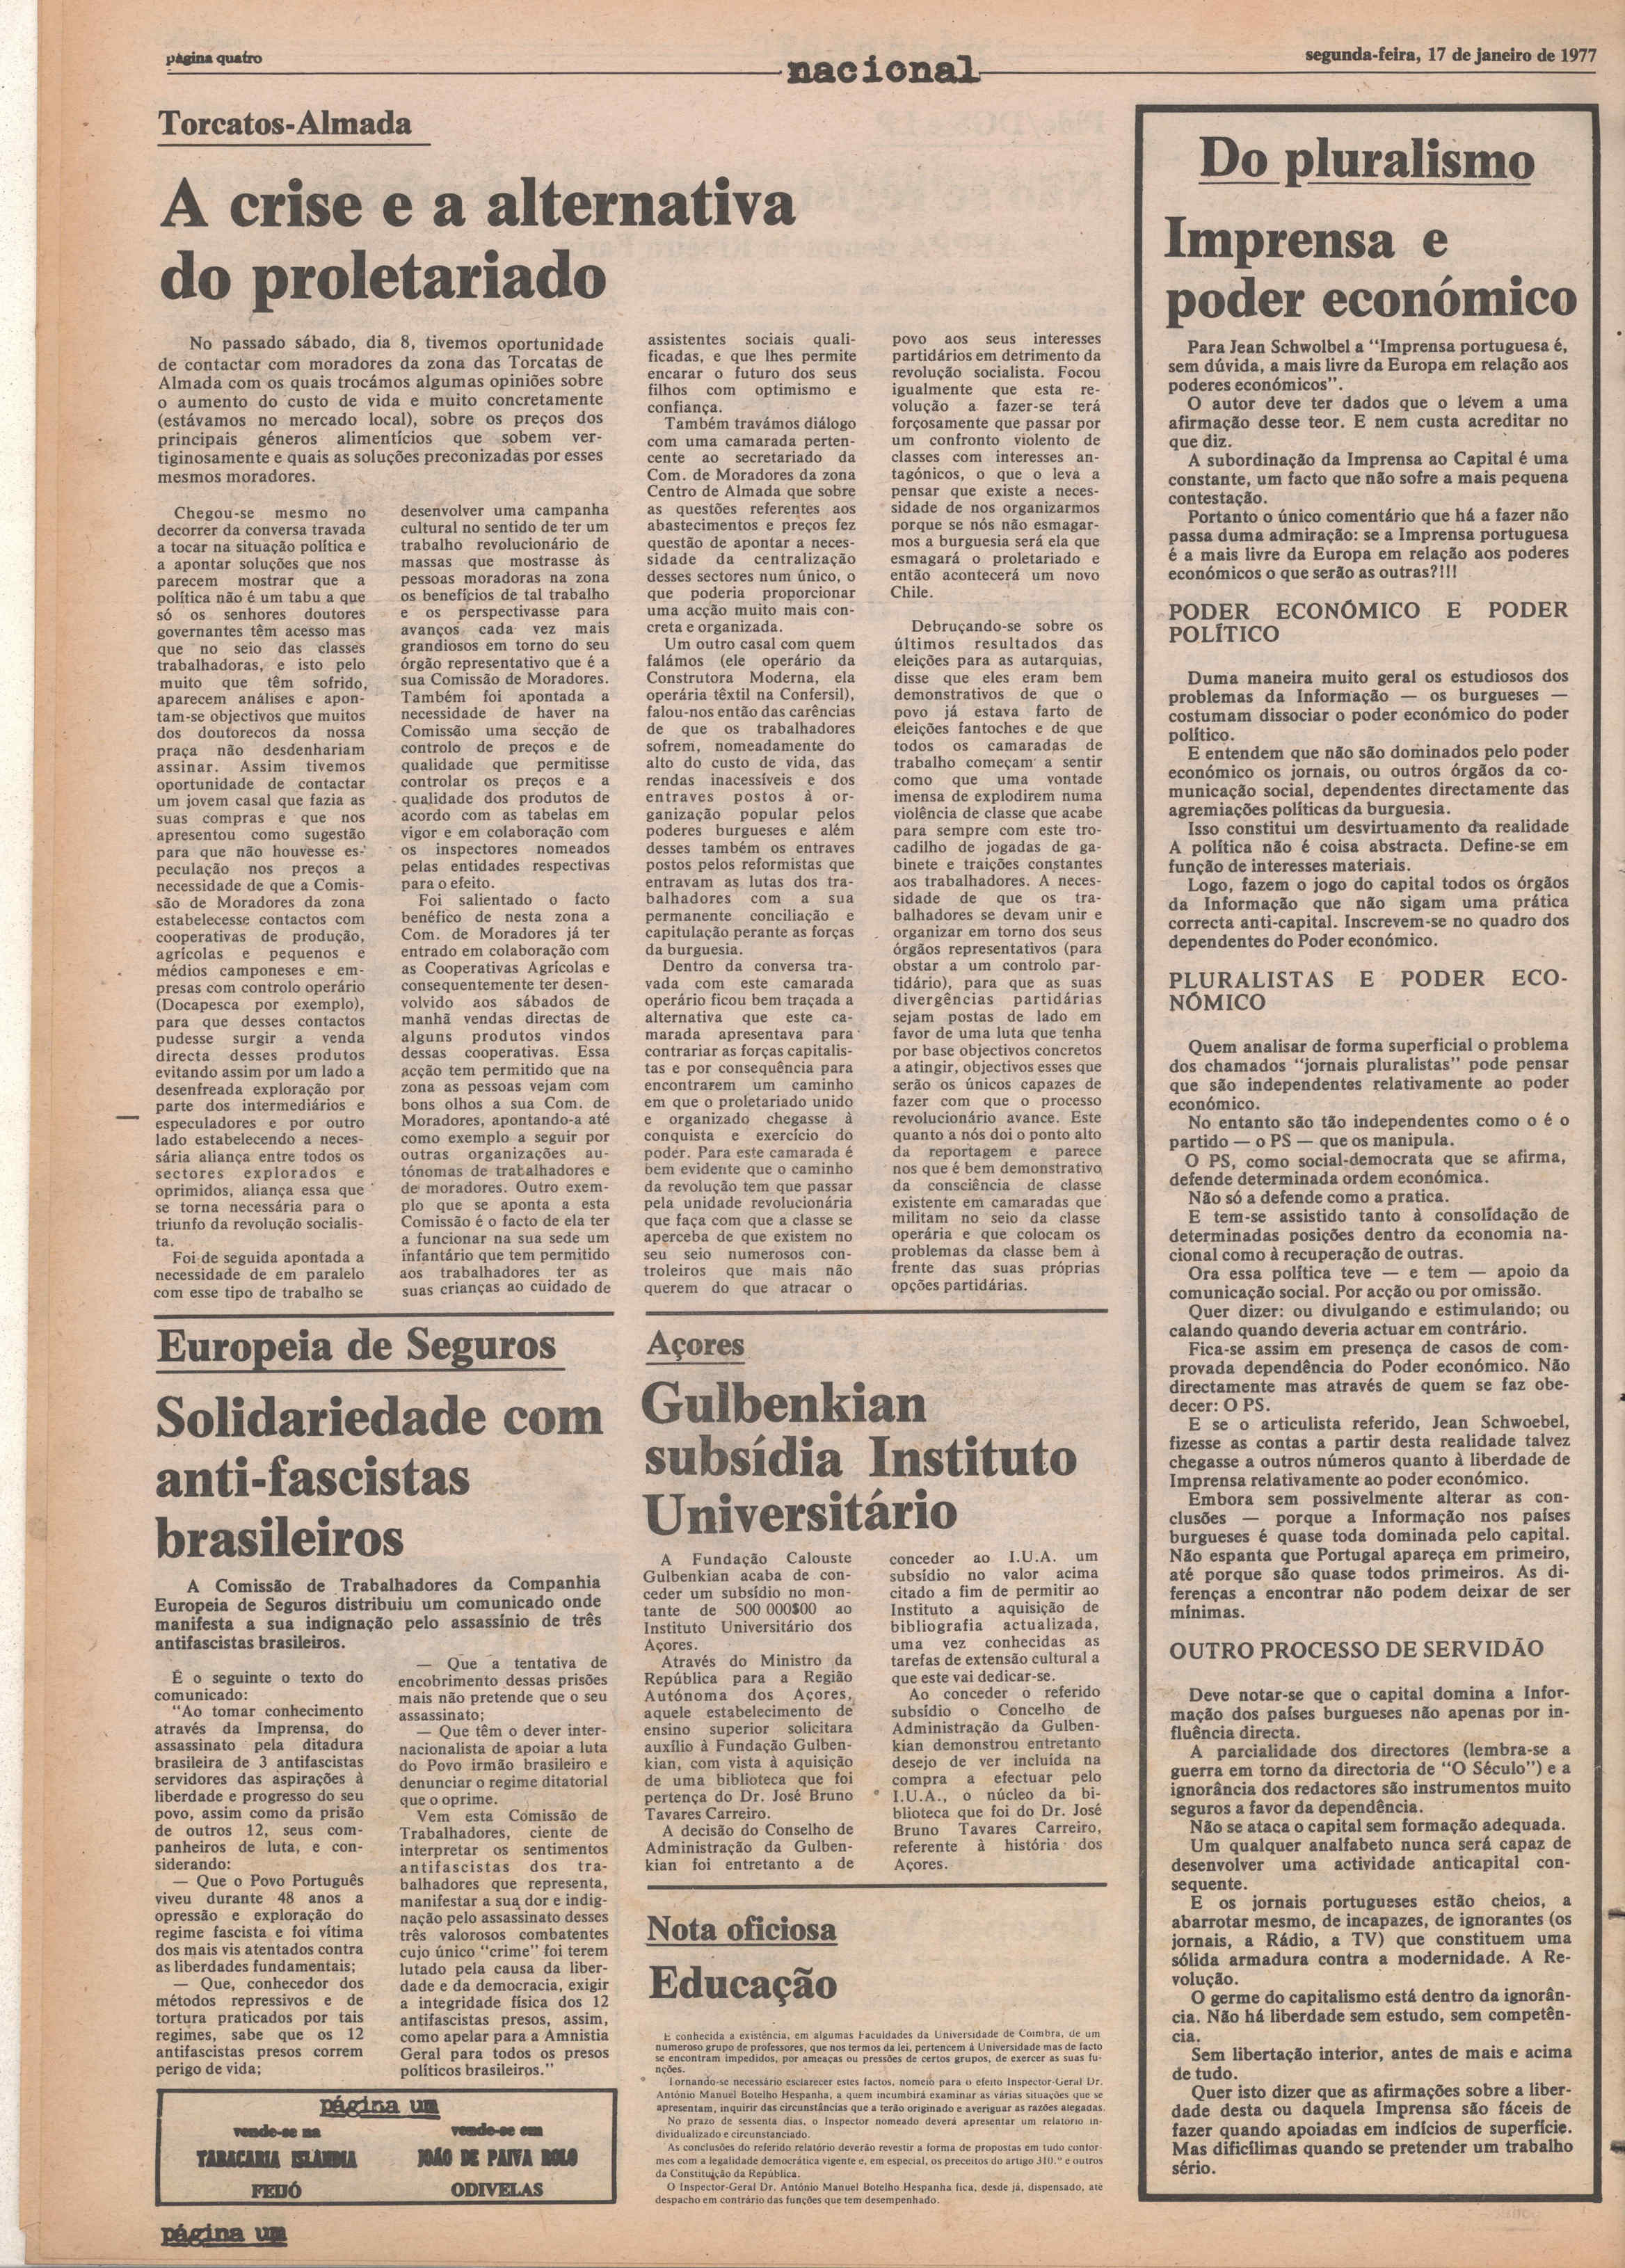 página quatro
nacional
segunda-feira, 17 de janeiro de 1977
Torcatos-Almada
A crise e a alternativa
do proletariado
No passado sábado, dia 8, tivemos oportunidade
de contactar com moradores da zona das Torcatas de
Almada com os quais trocámos algumas opiniões sobre
o aumento do custo de vida e muito concretamente
(estávamos no mercado local), sobre os preços dos
principais géneros alimentícios que sobem ver-
tiginosamente e quais as soluções preconizadas por esses
mesmos moradores.
Chegou-se mesmo no
decorrer da conversa travada
a tocar na situação política e
a apontar soluções que nos
parecem mostrar que a
política não é um tabu a que
só os senhores doutores
governantes têm acesso mas
que no seio das classes
trabalhadoras, e isto pelo
muito que têm sofrido,
aparecem análises e apon-
tam-se objectivos que muitos
dos doutorecos da nossa
praça não desdenhariam
assinar. Assim tivemos
oportunidade de contactar
um jovem casal que fazia as
suas compras e que nos
apresentou como sugestão
para que não houvesse es-
peculação nos preços a
necessidade de que a Comis-
são de Moradores da zona
estabelecesse contactos com
cooperativas de produção,
agrícolas e pequenos e
médios camponeses e em-
presas com controlo operário
(Docapesca por exemplo),
para que desses contactos
pudesse surgir a venda
directa desses produtos
evitando assim por um lado a
desenfreada exploração por
parte dos intermediários e
especuladores e por outro
lado estabelecendo a neces-
sária aliança entre todos os
sectores explorados e
oprimidos, aliança essa que
se torna necessária para o
triunfo da revolução socialis-
ta.
Foi de seguida apontada a
necessidade de em paralelo
com esse tipo de trabalho se
desenvolver uma campanha
cultural no sentido de ter um
trabalho revolucionário de
massas que mostrasse às
pessoas moradoras na zona
os benefícios de tal trabalho
e os perspectivasse para
avanços cada vez mais
grandiosos em torno do seu
órgão representativo que é a
sua Comissão de Moradores.
Também foi apontada a
necessidade de haver na
Comissão uma secção de
controlo de preços e de
qualidade que permitisse
controlar os preços e a
qualidade dos produtos de
acordo com as tabelas em
vigor e em colaboração com
os inspectores nomeados
pelas entidades respectivas
para o efeito.
Foi salientado o facto
benéfico de nesta zona a
Com. de Moradores já ter
entrado em colaboração com
as Cooperativas Agrícolas e
consequentemente ter desen-
volvido aos sábados de
manhã vendas directas de
alguns produtos vindos
dessas cooperativas. Essa
acção tem permitido que na
zona as pessoas vejam com
bons olhos a sua Com. de
Moradores, apontando-a até
como exemplo a seguir por
outras organizações au-
tónomas de trabalhadores e
de moradores. Outro exem-
plo que se aponta a esta
Comissão é o facto de ela ter
a funcionar na sua sede um
infantário que tem permitido
aos trabalhadores ter as
suas crianças ao cuidado de
assistentes sociais quali-
ficadas, e que lhes permite
encarar o futuro dos seus
filhos com optimismo e
confiança.
Também travámos diálogo
com uma camarada perten-
cente ao secretariado da
Com. de Moradores da zona
Centro de Almada que sobre
as questões referentes aos
abastecimentos e preços fez
questão de apontar a neces-
sidade da centralização
desses sectores num único, o
que poderia proporcionar
uma acção muito mais con-
creta e organizada.
Um outro casal com quem
falámos (ele operário da
Construtora Moderna, ela
operária têxtil na Confersil),
falou-nos então das carências
de que os trabalhadores
sofrem, nomeadamente do
alto do custo de vida, das
rendas inacessíveis e dos
entraves postos à or-
ganização popular pelos
poderes burgueses e além
desses também os entraves
postos pelos reformistas que
entravam as lutas dos tra-
balhadores com a sua
permanente conciliação e
capitulação perante as forças
da burguesia.
Dentro da conversa tra-
vada com este camarada
operário ficou bem traçada a
alternativa que este ca-
marada apresentava para
contrariar as forças capitalis-
tas e por consequência para
encontrarem um caminho
em que o proletariado unido
e organizado chegasse à
conquista e exercício do
poder. Para este camarada é
bem evidente que o caminho
da revolução tem que passar
pela unidade revolucionária
que faça com que a classe se
aperceba de que existem no
seu seio numerosos con-
troleiros que mais não
querem do que atracar o
povo aos seus interesses
partidários em detrimento da
revolução socialista. Focou
igualmente que esta re-
volução a fazer-se terá
forçosamente que passar por
um confronto violento de
classes com interesses an-
tagónicos, o que o leva a
pensar que existe a neces-
sidade de nos organizarmos
porque se nós não esmagar-
mos a burguesia será ela que
esmagará o proletariado e
então acontecerá um novo
Chile.
Debruçando-se sobre os
últimos resultados das
eleições para as autarquias,
disse que eles eram bem
demonstrativos de que o
povo já estava farto de
eleições fantoches e de que
todos os camaradas de
trabalho começam a sentir
como que uma vontade
imensa de explodirem numa
violência de classe que acabe
para sempre com este tro-
cadilho de jogadas de ga-
binete e traições constantes
aos trabalhadores. A neces-
sidade de que os tra-
balhadores se devam unir e
organizar em torno dos seus
órgãos representativos (para
obstar a um controlo par-
tidário), para que as suas
divergências partidárias
sejam postas de lado em
favor de uma luta que tenha
por base objectivos concretos
a atingir, objectivos esses que
serão os únicos capazes de
fazer com que o processo
revolucionário avance. Este
quanto a nós doi o ponto alto
da reportagem e parece
nos que é bem demonstrativo
da consciência de classe
existente em camaradas que
militam no seio da classe
operária e que colocam os
problemas da classe bem à
frente das suas próprias
opções partidárias.
Europeia de Seguros
Solidariedade com
anti-fascistas
brasileiros
A Comissão de Trabalhadores da Companhia
Europeia de Seguros distribuiu um comunicado onde
manifesta a sua indignação pelo assassínio de três
antifascistas brasileiros.
É o seguinte o texto do
comunicado:
"Ao tomar conhecimento
através da Imprensa, do
assassinato pela ditadura
brasileira de 3 antifascistas
servidores das aspirações à
liberdade e progresso do seu
povo, assim como da prisão
de outros 12, seus com-
panheiros de luta, e con-
siderando:
— Que o Povo Português
viveu durante 48 anos a
opressão e exploração do
regime fascista e foi vítima
dos mais vis atentados contra
as liberdades fundamentais;
— Que, conhecedor dos
métodos repressivos e de
tortura praticados por tais
regimes, sabe que os 12
antifascistas presos correm
perigo de vida;
— Que a tentativa de
encobrimento dessas prisões
mais não pretende que o seu
assassinato;
— Que têm o dever inter-
nacionalista de apoiar a luta
do Povo irmão brasileiro e
denunciar o regime ditatorial
que o oprime.
Vem esta Comissão de
Trabalhadores, ciente de
interpretar os sentimentos
antifascistas dos tra-
balhadores que representa,
manifestar a sua dor e indig-
nação pelo assassinato desses
três valorosos combatentes
cujo único "crime" foi terem
lutado pela causa da liber-
dade e da democracia, exigir
a integridade física dos 12
antifascistas presos, assim,
como apelar para a Amnistia
Geral para todos os presos
políticos brasileiros."
página um
vende-se na
TABACARIA ISLANDIA
FEIJÓ
vende-se em
JOÃO DE PAIVA ROLO
ODIVELAS
página um
Açores
Gulbenkian
subsídia Instituto
Universitário
A Fundação Calouste
Gulbenkian acaba de con-
ceder um subsídio no mon-
tante de 500 000$00 ao
Instituto Universitário dos
Açores.
Através do Ministro da
República para a Região
Autónoma dos Açores,
aquele estabelecimento de
ensino superior solicitara
auxílio à Fundação Gulben-
kian, com vista à aquisição
de uma biblioteca que foi
pertença do Dr. José Bruno
Tavares Carreiro.
A decisão do Conselho de
Administração da Gulben-
kian foi entretanto a de
conceder ao I.U.A. um
subsídio no valor acima
citado a fim de permitir ao
Instituto a aquisição de
bibliografia actualizada,
uma vez conhecidas as
tarefas de extensão cultural a
que este vai dedicar-se.
Ao conceder o referido
subsídio o Concelho de
Administração da Gulben-
kian demonstrou entretanto
desejo de ver incluída na
compra a efectuar pelo
I.U.A., o núcleo da bi-
blioteca que foi do Dr. José
Bruno Tavares Carreiro,
referente à história dos
Açores.
Nota oficiosa
Educação
É conhecida a existência, em algumas Faculdades da Universidade de Coimbra, de um
numeroso grupo de professores, que nos termos da lei, pertencem à Universidade mas de facto
se encontram impedidos, por ameaças ou pressões de certos grupos, de exercer as suas fu-
nções.
Tornando-se necessário esclarecer estes factos, nomeio para o efeito Inspector-Geral Dr.
António Manuel Botelho Hespanha, a quem incumbirá examinar as várias situações que se
apresentam, inquirir das circunstâncias que a terão originado e averiguar as razões alegadas.
No prazo de sessenta dias, o Inspector nomeado deverá apresentar um relatório in-
dividualizado e circunstanciado.
As conclusões do referido relatório deverão revestir a forma de propostas em tudo confor-
mes com a legalidade democrática vigente e, em especial, os preceitos do artigo 310.º e outros
da Constituição da República.
O Inspector-Geral Dr. António Manuel Botelho Hespanha fica, desde já, dispensado, até
despacho em contrário das funções que tem desempenhado.
Do pluralismo
Imprensa e
poder económico
Para Jean Schwolbel a "Imprensa portuguesa é,
sem dúvida, a mais livre da Europa em relação aos
poderes económicos".
O autor deve ter dados que o levem a uma
afirmação desse teor. E nem custa acreditar no
que diz.
A subordinação da Imprensa ao Capital é uma
constante, um facto que não sofre a mais pequena
contestação.
Portanto o único comentário que há a fazer não
passa duma admiração: se a Imprensa portuguesa
é a mais livre da Europa em relação aos poderes
económicos o que serão as outras?!!!
PODER ECONÓMICO E PODER
POLÍTICO
Duma maneira muito geral os estudiosos dos
problemas da Informação — os burgueses —
costumam dissociar o poder económico do poder
político.
E entendem que não são dominados pelo poder
económico os jornais, ou outros órgãos da co-
municação social, dependentes directamente das
agremiações políticas da burguesia.
Isso constitui um desvirtuamento da realidade
A política não é coisa abstracta. Define-se em
função de interesses materiais.
Logo, fazem o jogo do capital todos os órgãos
da Informação que não sigam uma prática
correcta anti-capital. Inscrevem-se no quadro dos
dependentes do Poder económico.
PLURALISTAS E PODER ECO-
NÓMICO
Quem analisar de forma superficial o problema
dos chamados "jornais pluralistas" pode pensar
que são independentes relativamente ao poder
económico.
No entanto são tão independentes como o é o
partido — o PS — que os manipula.
O PS, como social-democrata que se afirma,
defende determinada ordem económica.
Não só a defende como a pratica.
E tem-se assistido tanto à consolidação de
determinadas posições dentro da economia na-
cional como à recuperação de outras.
Ora essa política teve — e tem — apoio da
comunicação social. Por acção ou por omissão.
Quer dizer: ou divulgando e estimulando; ou
calando quando deveria actuar em contrário.
Fica-se assim em presença de casos de com-
provada dependência do Poder económico. Não
directamente mas através de quem se faz obe-
decer: O PS.
E se o articulista referido, Jean Schwoebel,
fizesse as contas a partir desta realidade talvez
chegasse a outros números quanto à liberdade de
Imprensa relativamente ao poder económico.
Embora sem possivelmente alterar as con-
clusões — porque a Informação nos países
burgueses é quase toda dominada pelo capital.
Não espanta que Portugal apareça em primeiro,
até porque são quase todos primeiros. As di-
ferenças a encontrar não podem deixar de ser
mínimas.
OUTRO PROCESSO DE SERVIDÃO
Deve notar-se que o capital domina a Infor-
mação dos países burgueses não apenas por in-
fluência directa.
A parcialidade dos directores (lembra-se a
guerra em torno da directoria de "O Século") e a
ignorância dos redactores são instrumentos muito
seguros a favor da dependência.
Não se ataca o capital sem formação adequada.
Um qualquer analfabeto nunca será capaz de
desenvolver uma actividade anticapital con-
sequente.
E os jornais portugueses estão cheios, a
abarrotar mesmo, de incapazes, de ignorantes (os
jornais, a Rádio, a TV) que constituem uma
sólida armadura contra a modernidade. A Re-
volução.
O germe do capitalismo está dentro da ignorân-
cia. Não há liberdade sem estudo, sem competên-
cia.
Sem libertação interior, antes de mais e acima
de tudo.
Quer isto dizer que as afirmações sobre a liber-
dade desta ou daquela Imprensa são fáceis de
fazer quando apoiadas em indícios de superfície.
Mas dificílimas quando se pretender um trabalho
sério.